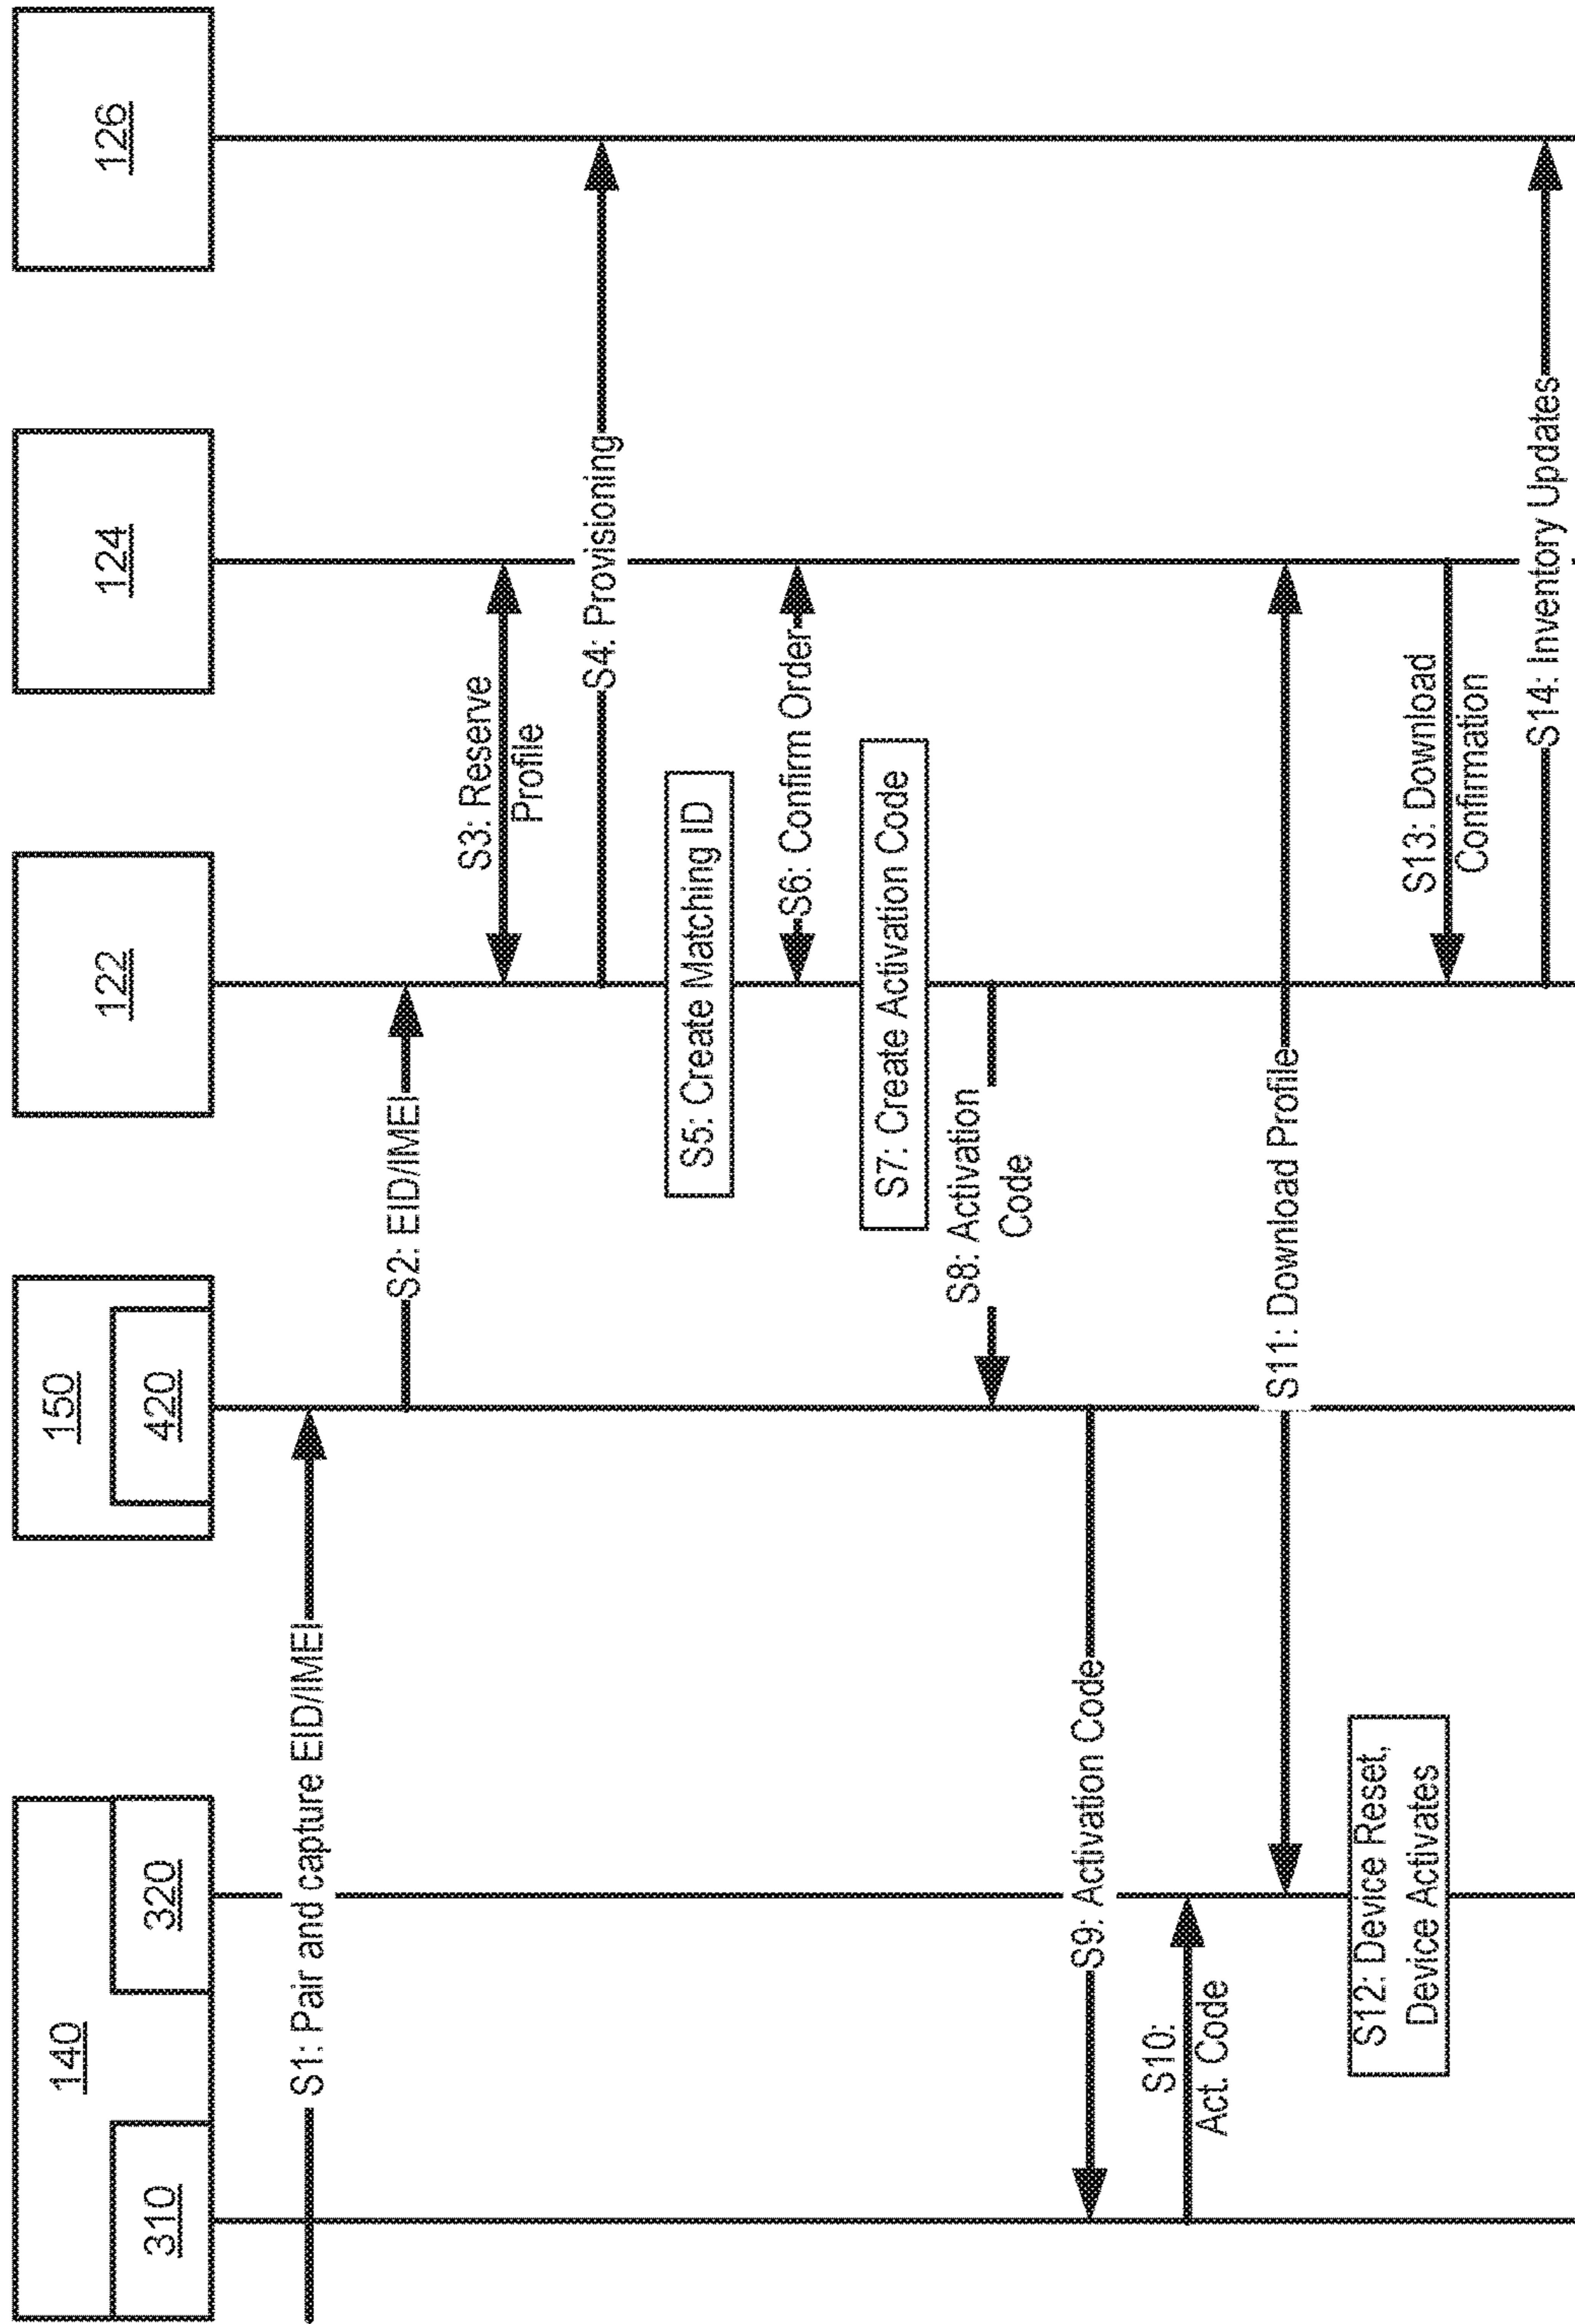 140
310
320
150
420
122
124
126
S1: Pair and capture EID/IMEI
S2: EID/IMEI
S3: Reserve
Profile
S4: Provisioning
S5: Create Matching ID
S6: Confirm Order
S7: Create Activation Code
S8: Activation
Code
S9: Activation Code
S10:
Act. Code
S11: Download Profile
S12: Device Reset,
Device Activates
S13: Download
Confirmation
S14: Inventory Updates